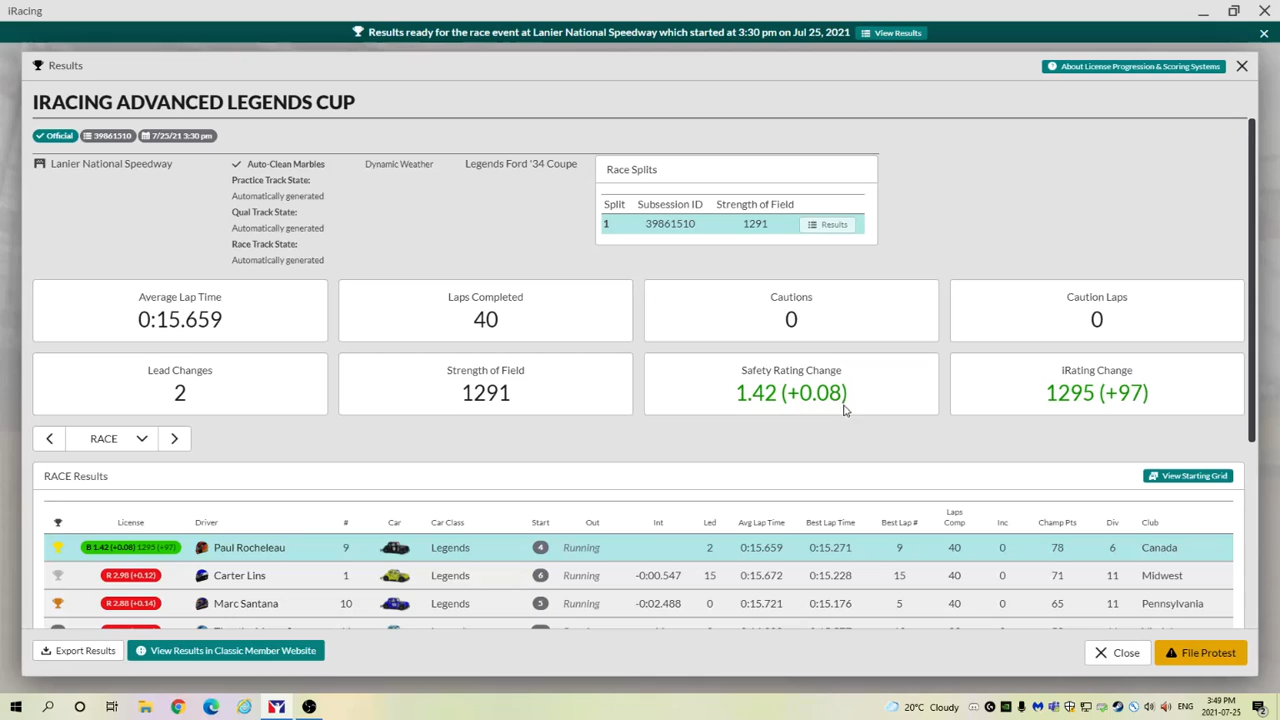 iRacing
Results ready for the race event at Lanier National Speedway which started at 3:30 pm on Jul 25, 2021 View Results
Results
About License Progression & Scoring Systems
IRACING ADVANCED LEGENDS CUP
Official 39861510 7/25/21 3:30 pm
Lanier National Speedway
Auto-Clean Marbles
Practice Track State:
Automatically generated
Qual Track State:
Automatically generated
Race Track State:
Automatically generated
Dynamic Weather
Legends Ford '34 Coupe
Race Splits
Split Subsession ID Strength of Field
1 39861510 1291 Results
Average Lap Time
0:15.659
Laps Completed
40
Cautions
0
Caution Laps
0
Lead Changes
2
Strength of Field
1291
Safety Rating Change
1.42 (+0.08)
iRating Change
1295 (+97)
RACE
RACE Results
View Starting Grid
License Driver # Car Car Class Start Out Int Led Avg Lap Time Best Lap Time Best Lap # Laps Comp Inc Champ Pts Div Club
B 1.42 (+0.08) 1295 (+97) Paul Rocheleau 9 Legends 4 Running 2 0:15.659 0:15.271 9 40 0 78 6 Canada
R 2.98 (+0.12) Carter Lins 1 Legends 6 Running -0:00.547 15 0:15.672 0:15.228 15 40 0 71 11 Midwest
R 2.88 (+0.14) Marc Santana 10 Legends 5 Running -0:02.488 0 0:15.721 0:15.176 5 40 0 65 11 Pennsylvania
Export Results
View Results in Classic Member Website
Close
File Protest
20°C Cloudy
ENG
3:49 PM
2021-07-25
2